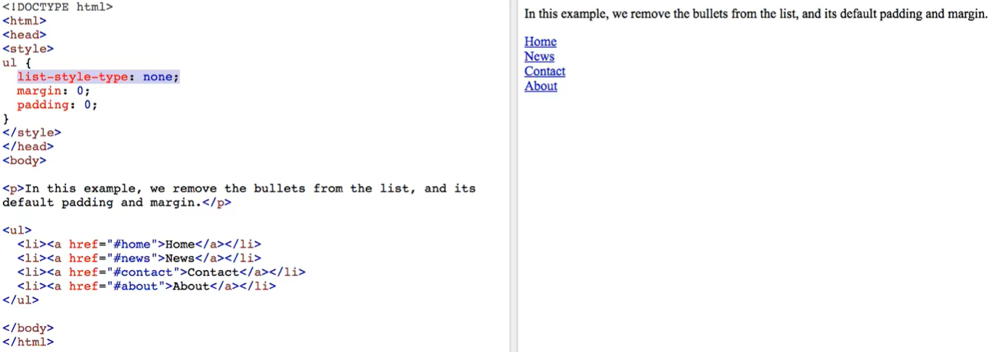 <!DOCTYPE html>
<html>
<head>
<style>
ul {
  list-style-type: none;
  margin: 0;
  padding: 0;
}
</style>
</head>
<body>

<p>In this example, we remove the bullets from the list, and its
default padding and margin.</p>

<ul>
  <li><a href="#home">Home</a></li>
  <li><a href="#news">News</a></li>
  <li><a href="#contact">Contact</a></li>
  <li><a href="#about">About</a></li>
</ul>

</body>
</html>
In this example, we remove the bullets from the list, and its default padding and margin.
Home
News
Contact
About